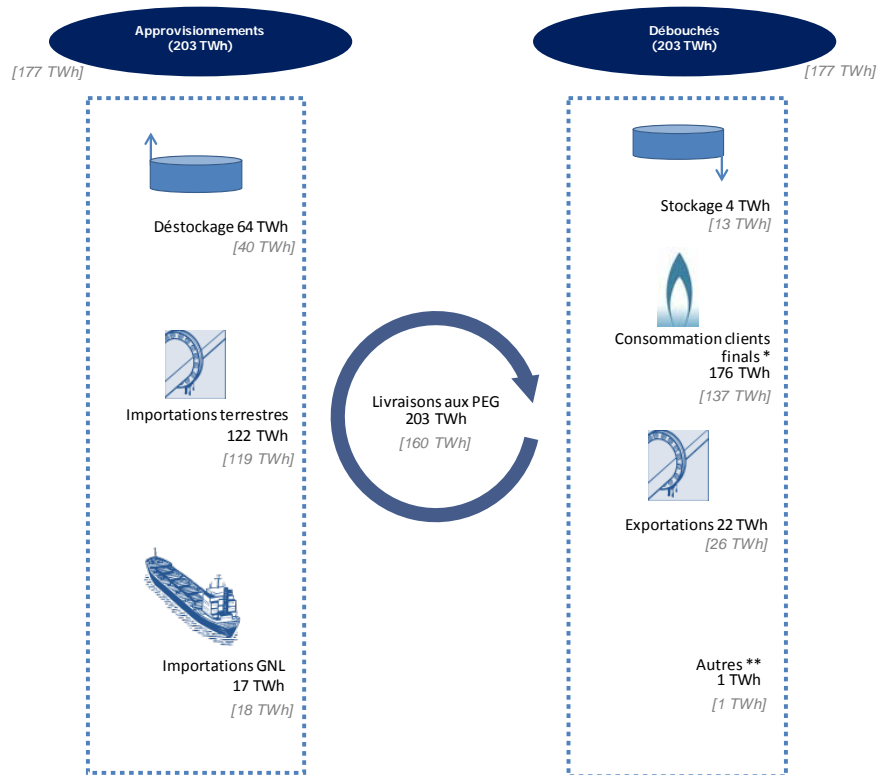 Approvisionnements
(203 TWh)
[177 TWh]
Déstockage 64 TWh
[40 TWh]
Importations terrestres
122 TWh
[119 TWh]
Importations GNL
17 TWh
[18 TWh]
Livraisons aux PEG
203 TWh
[160 TWh]
Débouchés
(203 TWh)
[177 TWh]
Stockage 4 TWh
[13 TWh]
Consommation clients
finals *
176 TWh
[137 TWh]
Exportations 22 TWh
[26 TWh]
Autres **
1 TWh
[1 TWh]